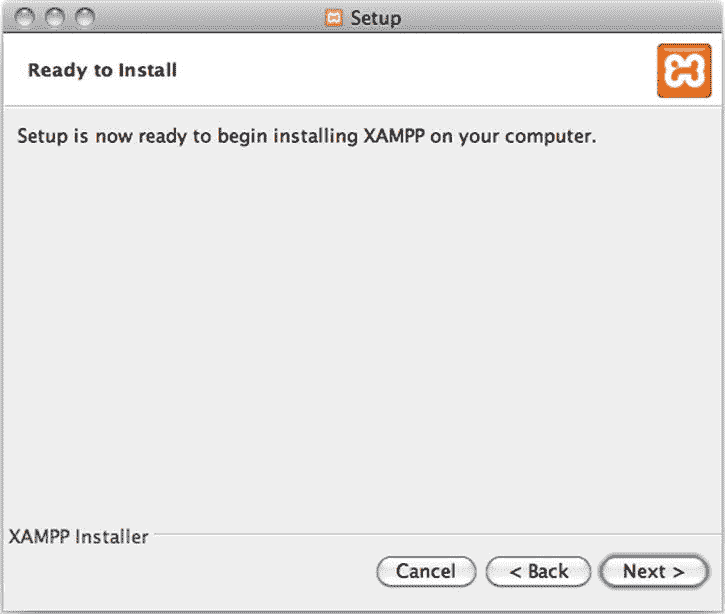 Setup
Ready to Install
Setup is now ready to begin installing XAMPP on your computer.
XAMPP Installer
Cancel
< Back
Next >